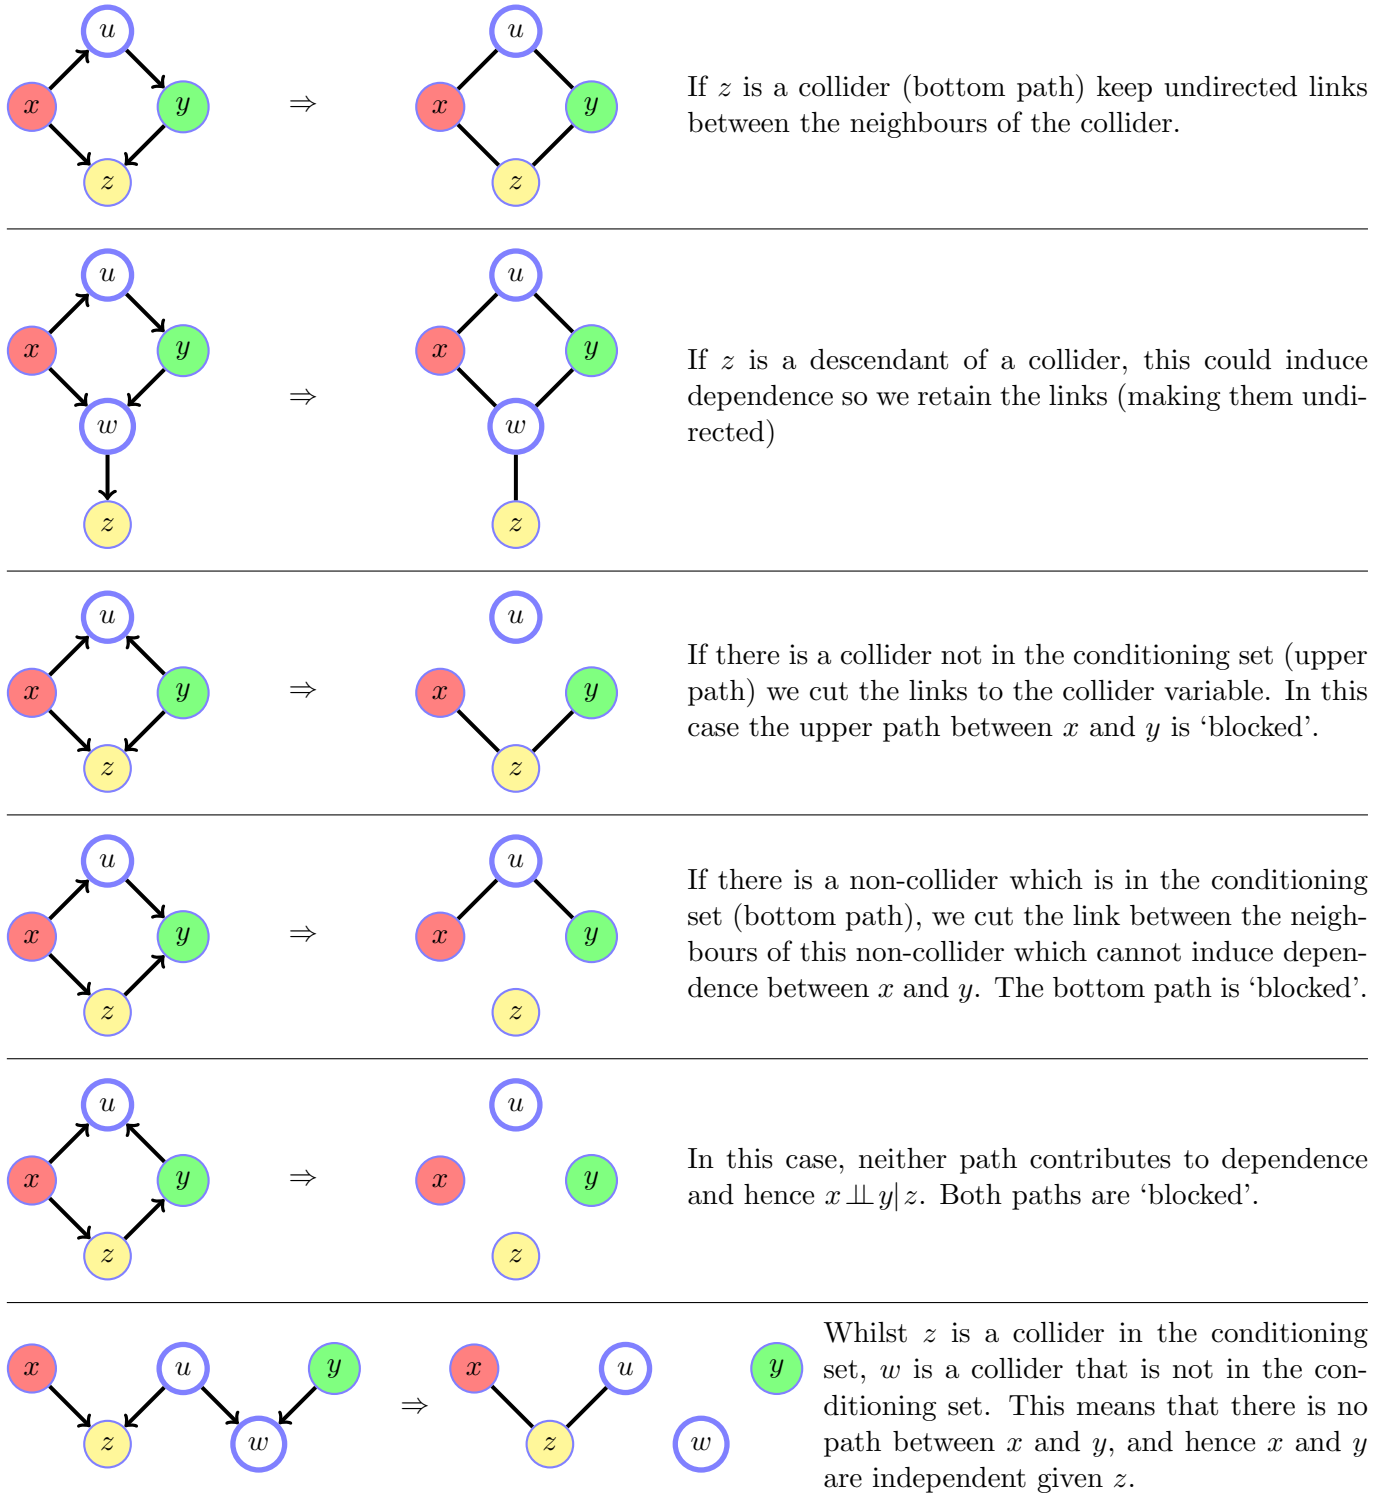 u
x y ⇒ x y
z
u
z
If z is a collider (bottom path) keep undirected links
between the neighbours of the collider.
u
x y
w
z
⇒
u
x y
w
z
If z is a descendant of a collider, this could induce
dependence so we retain the links (making them undi-
rected)
u
x y
z
⇒
u
x y
z
If there is a collider not in the conditioning set (upper
path) we cut the links to the collider variable. In this
case the upper path between x and y is ‘blocked’.
u
x y
z
⇒
u
x y
z
If there is a non-collider which is in the conditioning
set (bottom path), we cut the link between the neigh-
bours of this non-collider which cannot induce depen-
dence between x and y. The bottom path is ‘blocked’.
u
x y
z
⇒
u
x y
z
In this case, neither path contributes to dependence
and hence x ⊥⊥ y| z. Both paths are ‘blocked’.
x u y
z w
⇒
x u y
z w
Whilst z is a collider in the conditioning
set, w is a collider that is not in the con-
ditioning set. This means that there is no
path between x and y, and hence x and y
are independent given z.